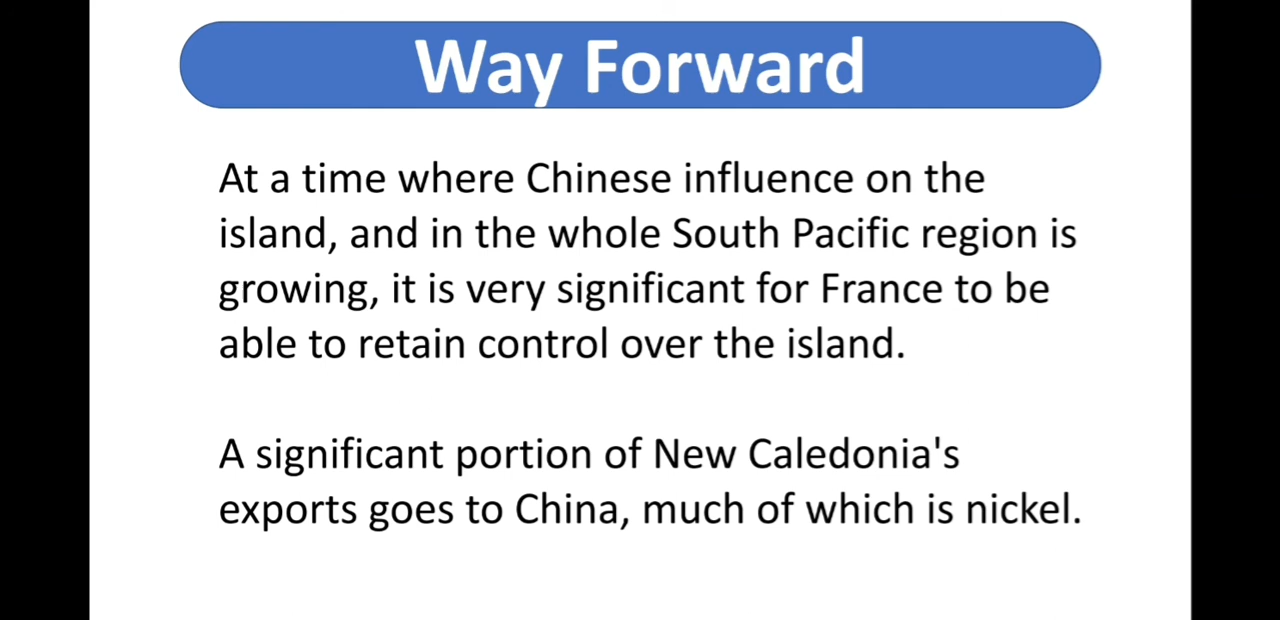 Way Forward
At a time where Chinese influence on the
island, and in the whole South Pacific region is
growing, it is very significant for France to be
able to retain control over the island.
A significant portion of New Caledonia's
exports goes to China, much of which is nickel.